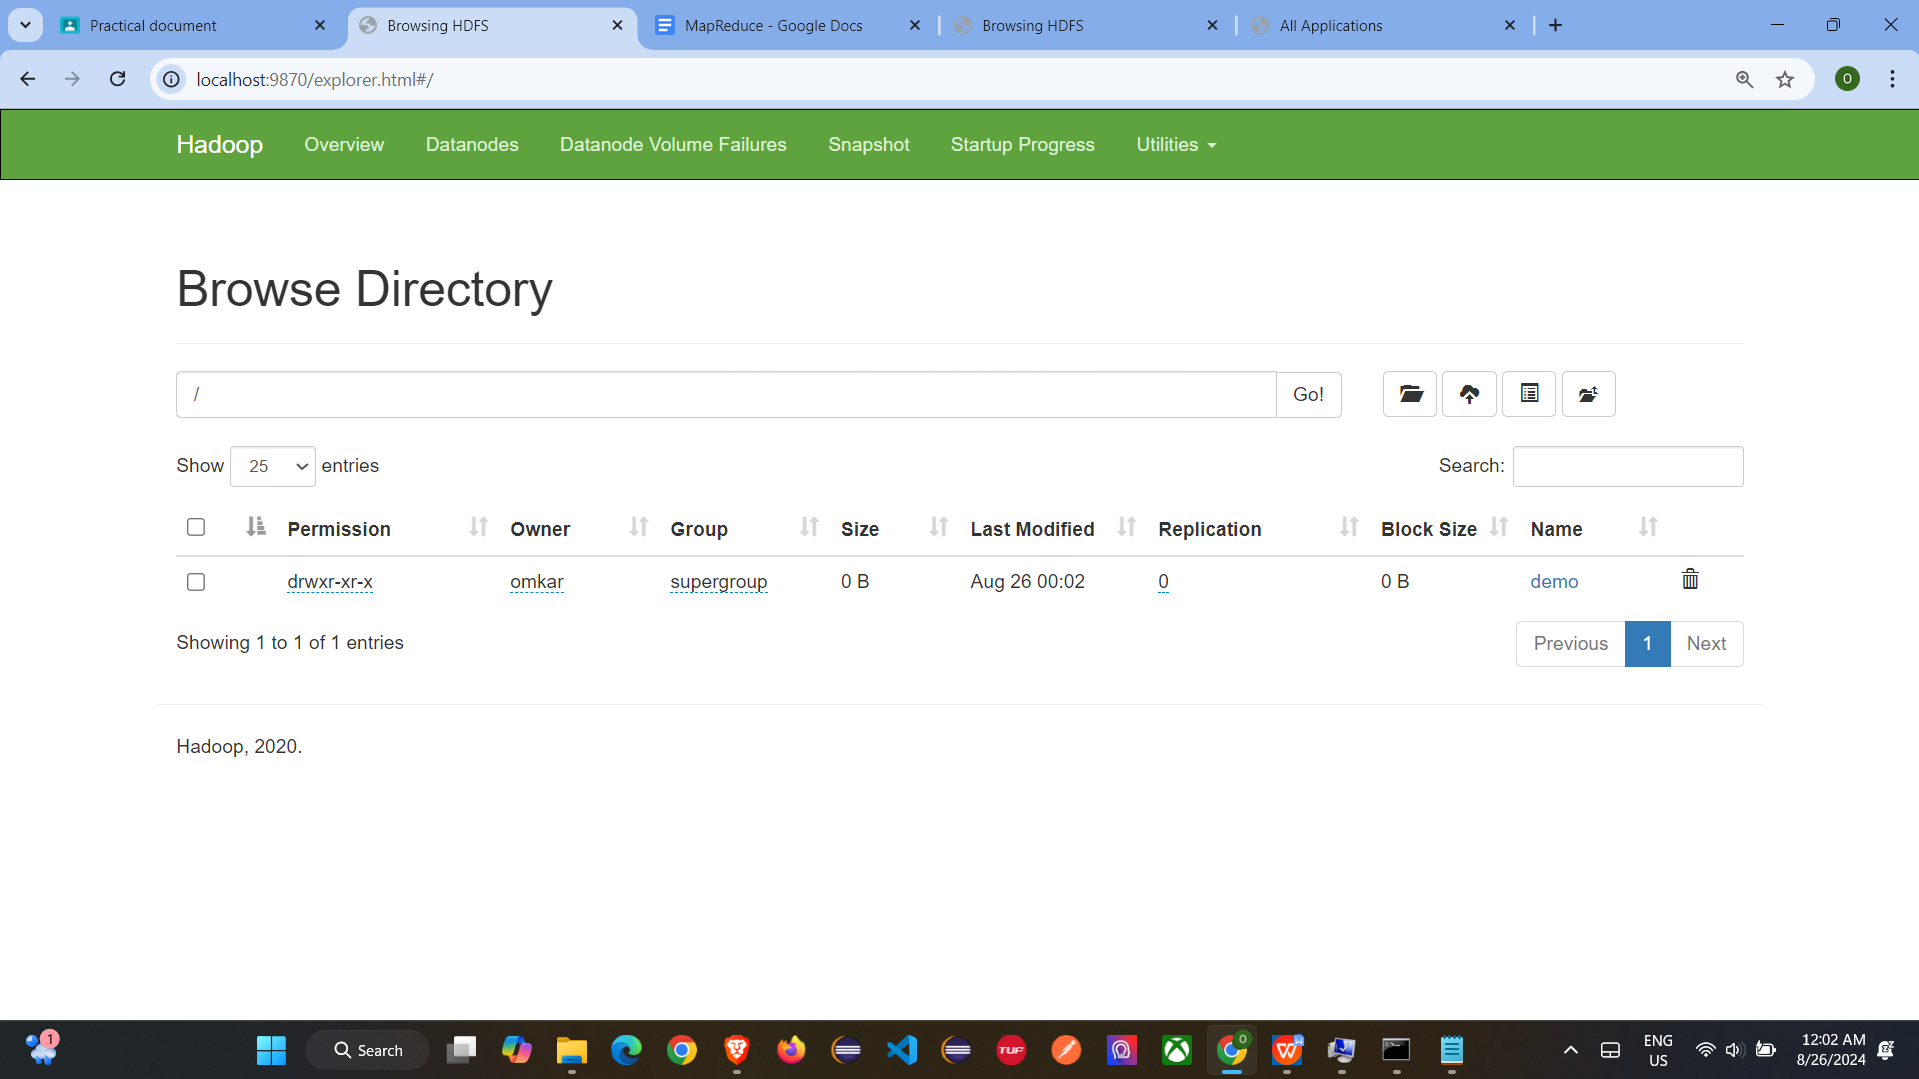 Practical document
Browsing HDFS
MapReduce - Google Docs
Browsing HDFS
All Applications
localhost:9870/explorer.html#/
O
Hadoop
Overview
Datanodes
Datanode Volume Failures
Snapshot
Startup Progress
Utilities
Browse Directory
/
Go!
Show 25 entries
Search:
Permission Owner Group Size Last Modified Replication Block Size Name
drwxr-xr-x omkar supergroup 0 B Aug 26 00:02 0 0 B demo
Showing 1 to 1 of 1 entries
Previous 1 Next
Hadoop, 2020.
1
Search
TUF
ENG
US
12:02 AM
8/26/2024